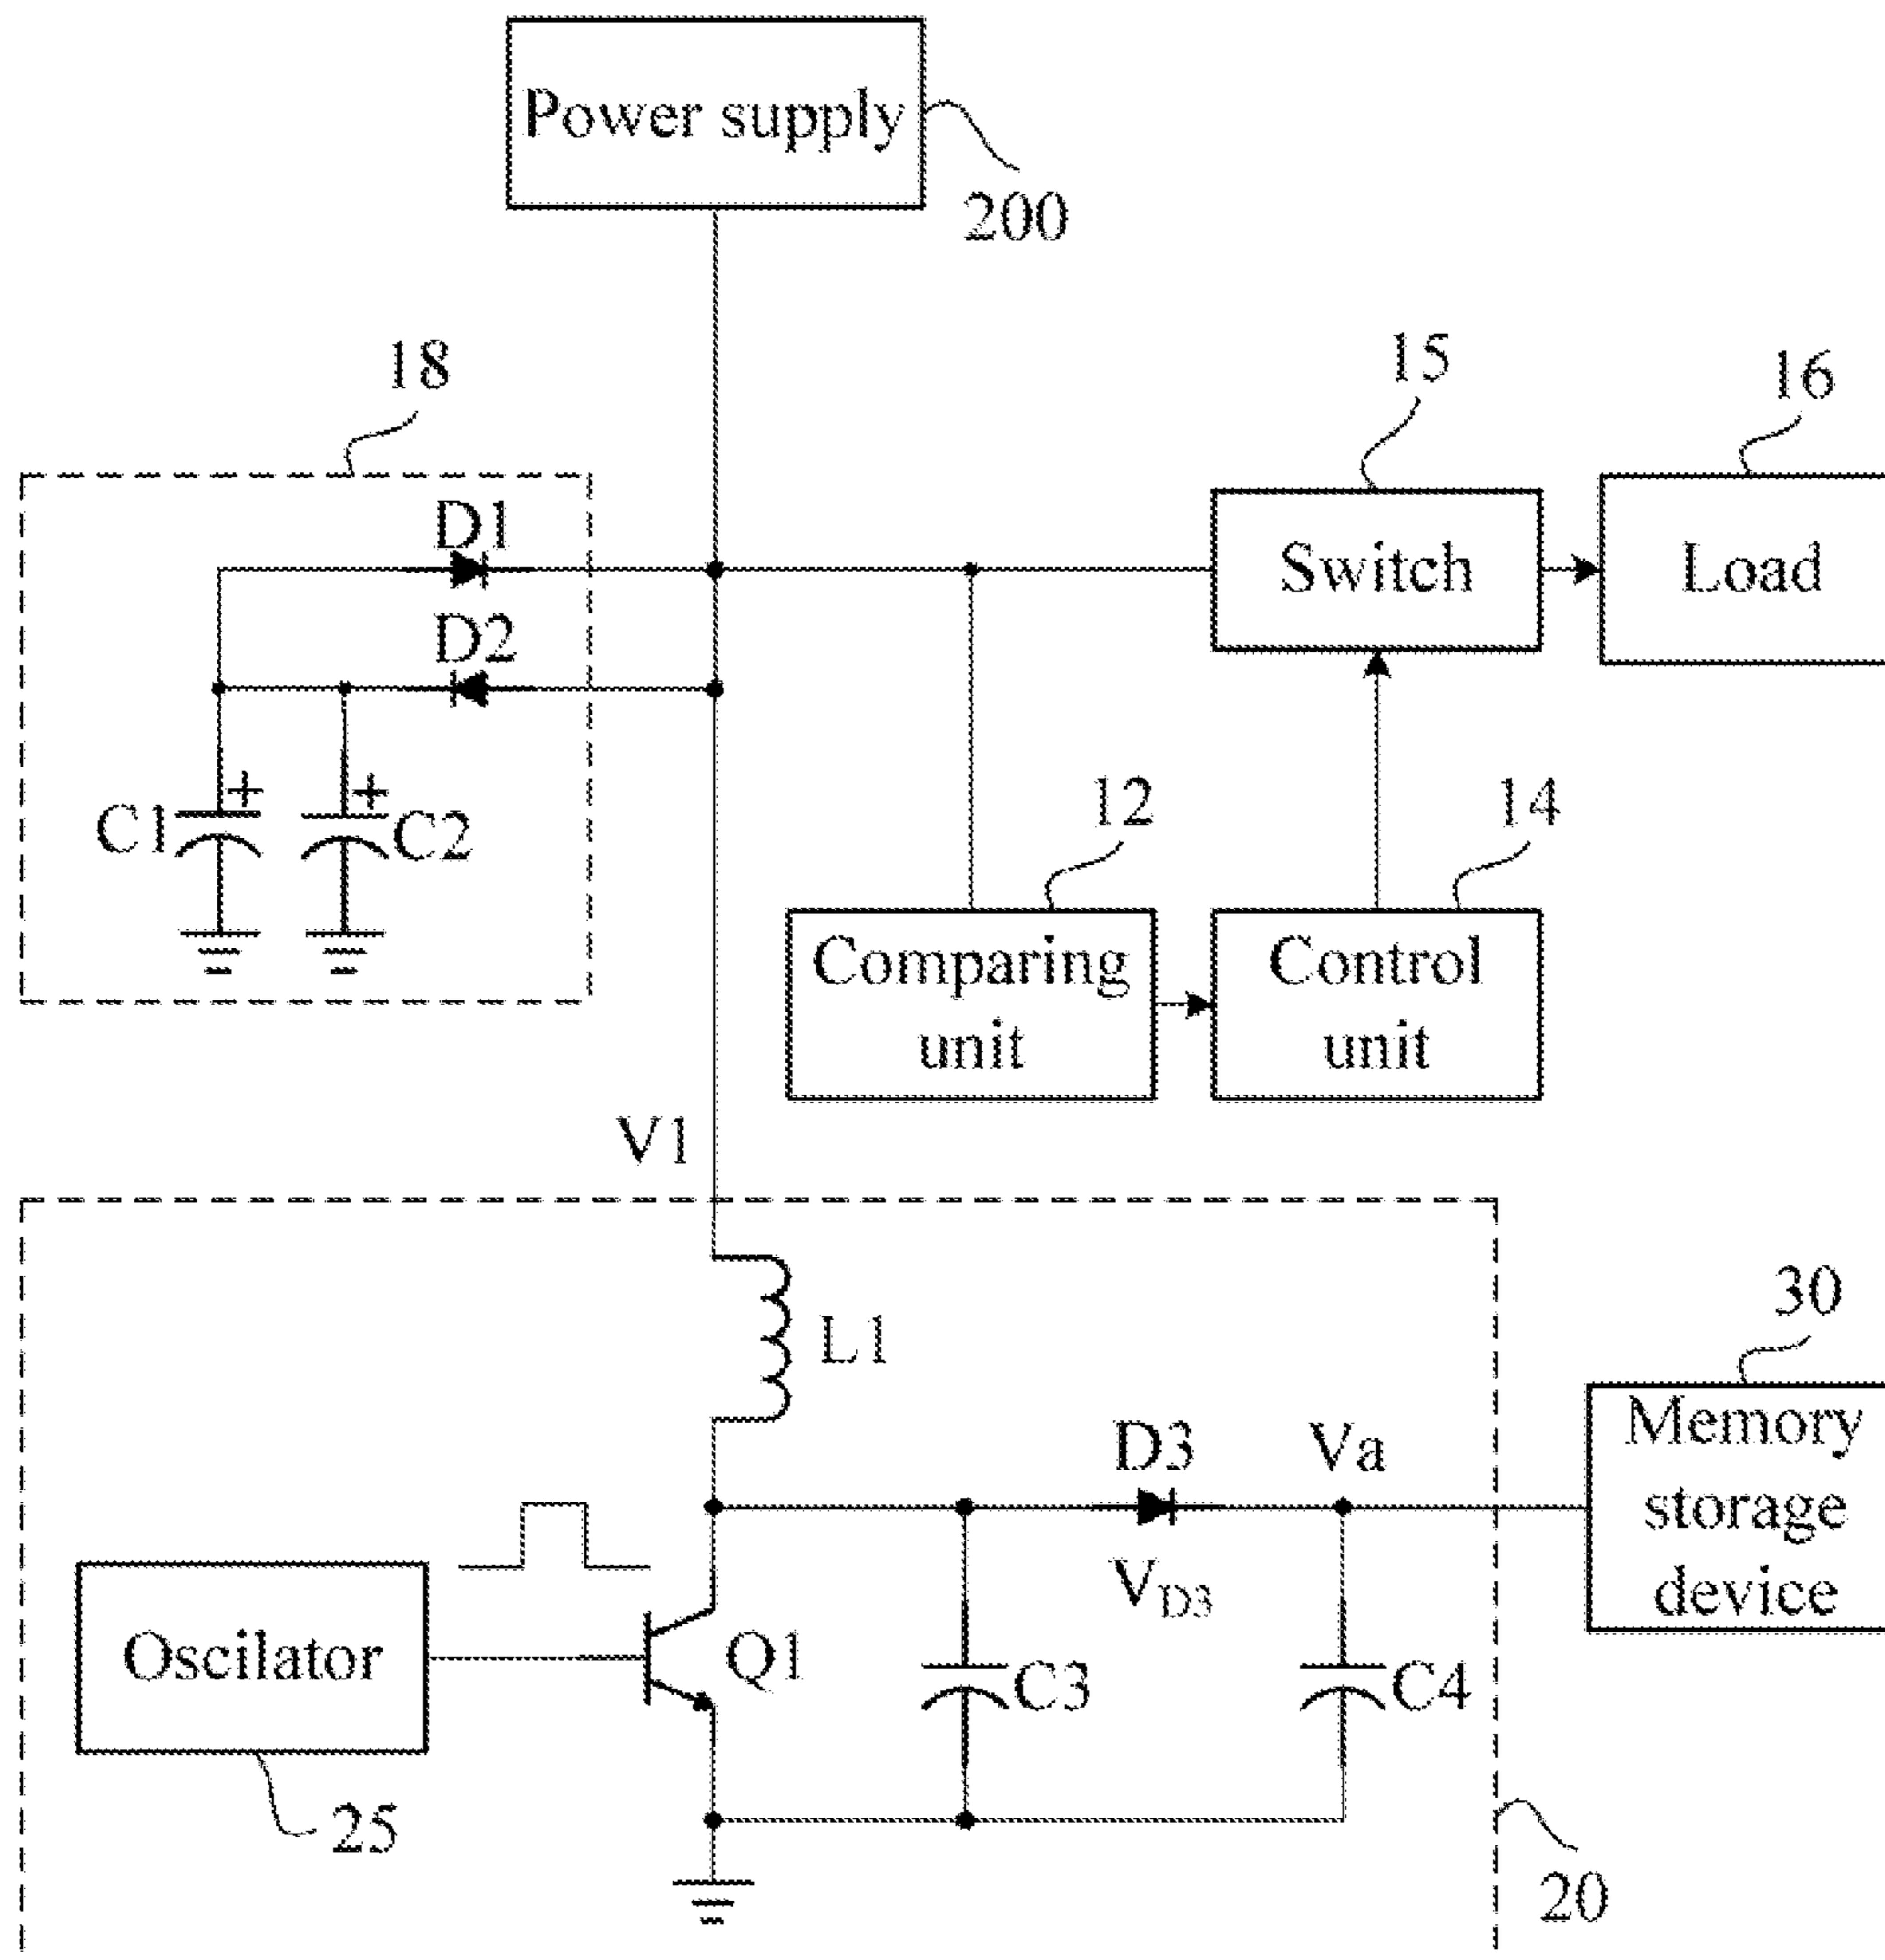 Power supply
200
18
15
16
D1
Switch
Load
D2
C1
+
+
C2
12
14
Comparing
unit
Control
unit
V1
L1
30
D3
Va
Memory
storage
device
VD3
Oscilator
Q1
C3
C4
25
20